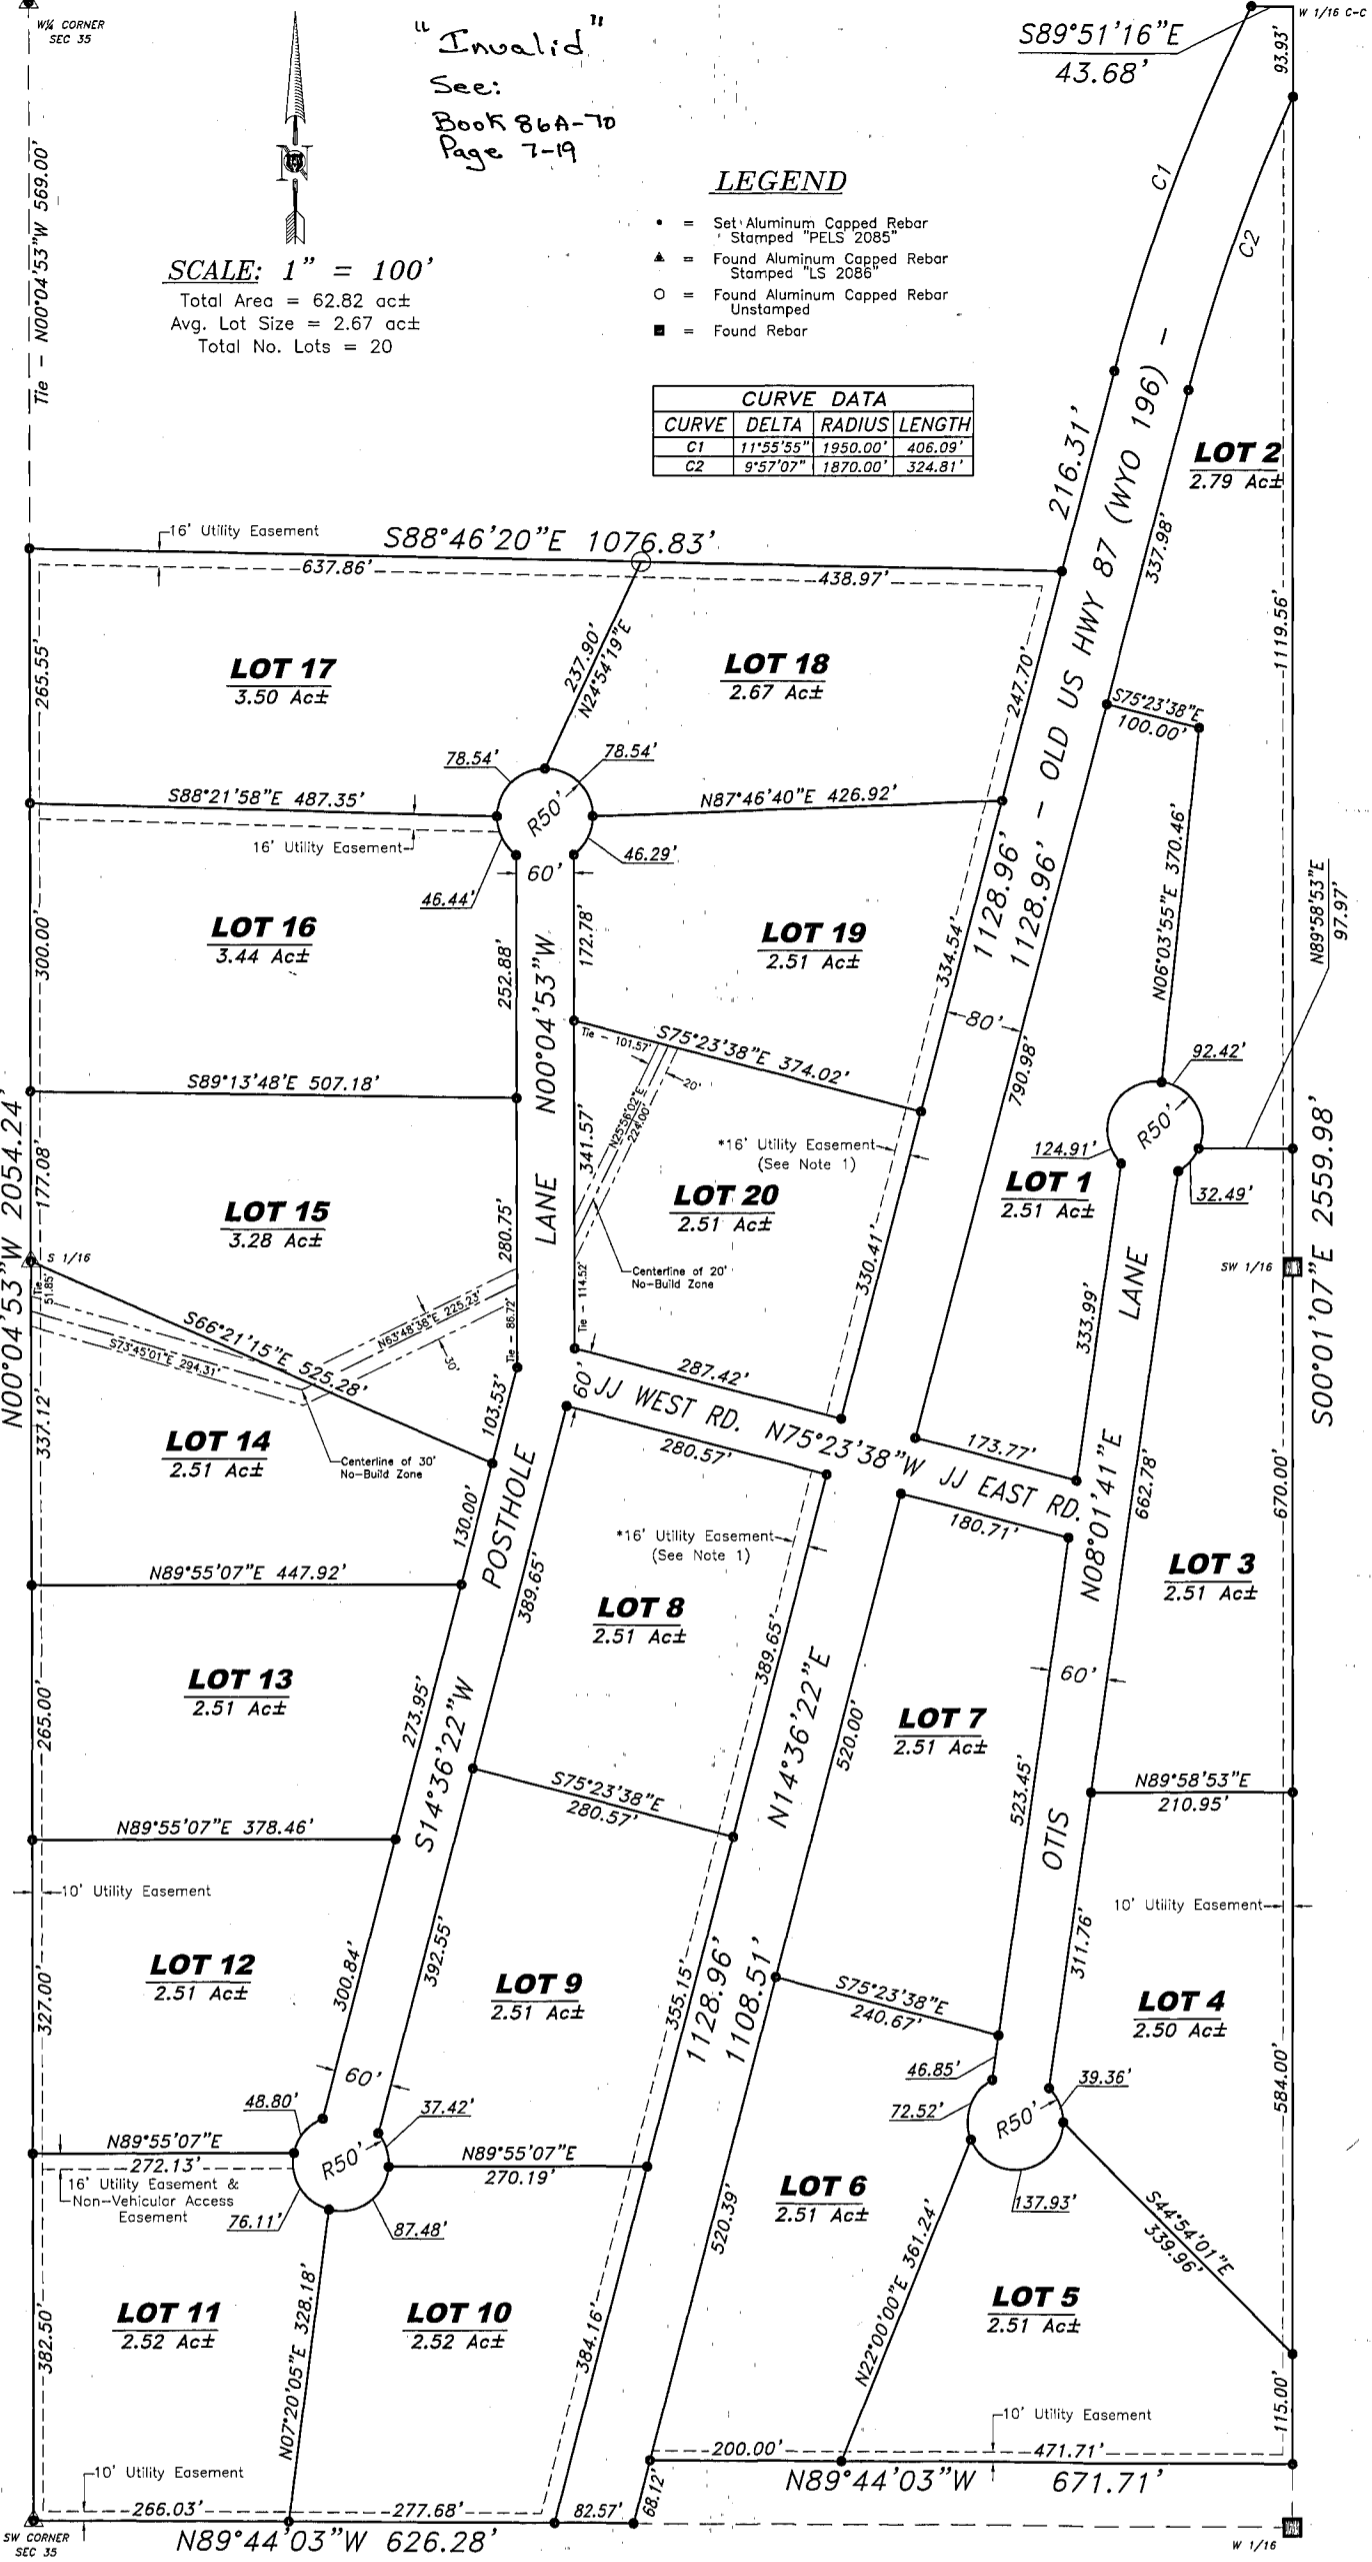 W¼ CORNER
SEC 35
"Invalid"
See:
Book 86A-70
Page 7-19
S89°51'16"E
43.68'
W 1/16 C-C
93.93'
Tie - N00°04'53"W 569.00'
N
SCALE: 1" = 100'
Total Area = 62.82 ac±
Avg. Lot Size = 2.67 ac±
Total No. Lots = 20
LEGEND
• = Set Aluminum Capped Rebar
Stamped "PELS 2085"
▲ = Found Aluminum Capped Rebar
Stamped "LS 2086"
○ = Found Aluminum Capped Rebar
Unstamped
■ = Found Rebar
CURVE DATA
CURVE DELTA RADIUS LENGTH
C1 11°55'55" 1950.00' 406.09'
C2 9°57'07" 1870.00' 324.81'
C1
C2
216.31'
LOT 2
2.79 Ac±
337.98'
1119.56'
16' Utility Easement
S88°46'20"E 1076.83'
637.86'
438.97'
265.55'
LOT 17
3.50 Ac±
237.90'
N24°54'19"E
LOT 18
2.67 Ac±
247.70'
1128.96' - OLD US HWY 87 (WYO 196) -
1128.96'
S75°23'38"E
100.00'
78.54'
78.54'
R50'
S88°21'58"E 487.35'
N87°46'40"E 426.92'
16' Utility Easement
46.29'
60'
46.44'
N06°03'55"E 370.46'
N89°58'53"E
97.97'
LOT 16
3.44 Ac±
300.00'
252.88'
172.78'
LOT 19
2.51 Ac±
334.54'
80'
N00°04'53"W
S75°23'38"E 374.02'
Tie - 101.57'
20'
N25°56'02"E
224.00'
790.98'
92.42'
R50'
124.91'
32.49'
S89°13'48"E 507.18'
341.57'
*16' Utility Easement
(See Note 1)
N00°04'53"W 2054.24'
177.08'
LOT 15
3.28 Ac±
280.75'
LANE
LOT 20
2.51 Ac±
LOT 1
2.51 Ac±
S00°01'07"E 2559.98'
S 1/16
SW 1/16
Tie
51.85'
S66°21'15"E 525.28'
N63°48'38"E 225.23'
S73°45'01"E 294.31'
30'
Tie - 86.72'
Tie - 114.52'
Centerline of 20'
No-Build Zone
330.41'
333.99'
LANE
337.12'
LOT 14
2.51 Ac±
Centerline of 30'
No-Build Zone
103.53'
60'
287.42'
JJ WEST RD. N75°23'38"W JJ EAST RD.
280.57'
173.77'
180.71'
N08°01'41"E
662.78'
670.00'
130.00'
POSTHOLE
389.65'
*16' Utility Easement
(See Note 1)
N89°55'07"E 447.92'
LOT 8
2.51 Ac±
LOT 3
2.51 Ac±
389.65'
N14°36'22"E
60'
265.00'
LOT 13
2.51 Ac±
273.95'
S14°36'22"W
520.00'
LOT 7
2.51 Ac±
523.45'
S75°23'38"E
280.57'
N89°58'53"E
210.95'
N89°55'07"E 378.46'
OTIS
10' Utility Easement
10' Utility Easement
327.00'
LOT 12
2.51 Ac±
300.84'
392.55'
LOT 9
2.51 Ac±
355.15'
1128.96'
1108.51'
S75°23'38"E
240.67'
311.76'
LOT 4
2.50 Ac±
584.00'
60'
46.85'
72.52'
39.36'
R50'
48.80'
37.42'
R50'
N89°55'07"E
272.13'
16' Utility Easement &
Non-Vehicular Access
Easement
N89°55'07"E
270.19'
76.11'
87.48'
LOT 6
2.51 Ac±
137.93'
S44°54'01"E
339.96'
520.39'
N22°00'00"E 361.24'
LOT 5
2.51 Ac±
382.50'
LOT 11
2.52 Ac±
N07°20'05"E 328.18'
LOT 10
2.52 Ac±
384.16'
115.00'
10' Utility Easement
200.00'
471.71'
N89°44'03"W 671.71'
10' Utility Easement
68.12'
266.03'
277.68'
82.57'
SW CORNER
SEC 35
N89°44'03"W 626.28'
W 1/16